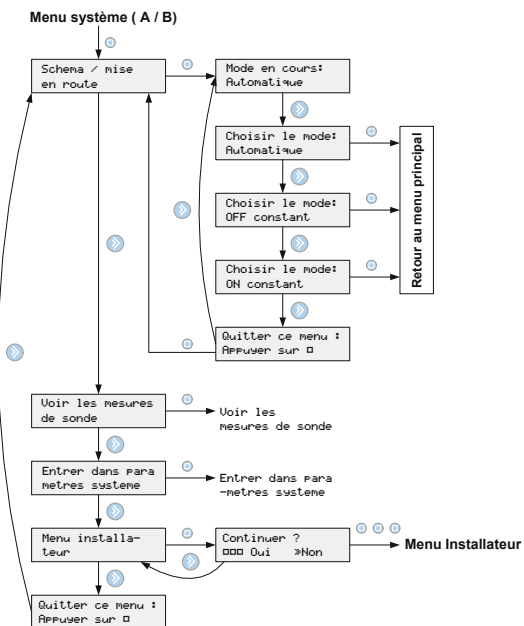 Menu système ( A / B)
Schema / mise
en route
Mode en cours:
Automatique
Choisir le mode:
Automatique
Choisir le mode:
OFF constant
Choisir le mode:
ON constant
Quitter ce menu :
Appuyer sur □
Retour au menu principal
Voir les mesures
de sonde
Voir les
mesures de sonde
Entrer dans para
metres systeme
Entrer dans para
-metres systeme
Menu installa-
teur
Continuer ?
□□□ Oui »Non
Menu Installateur
Quitter ce menu :
Appuyer sur □